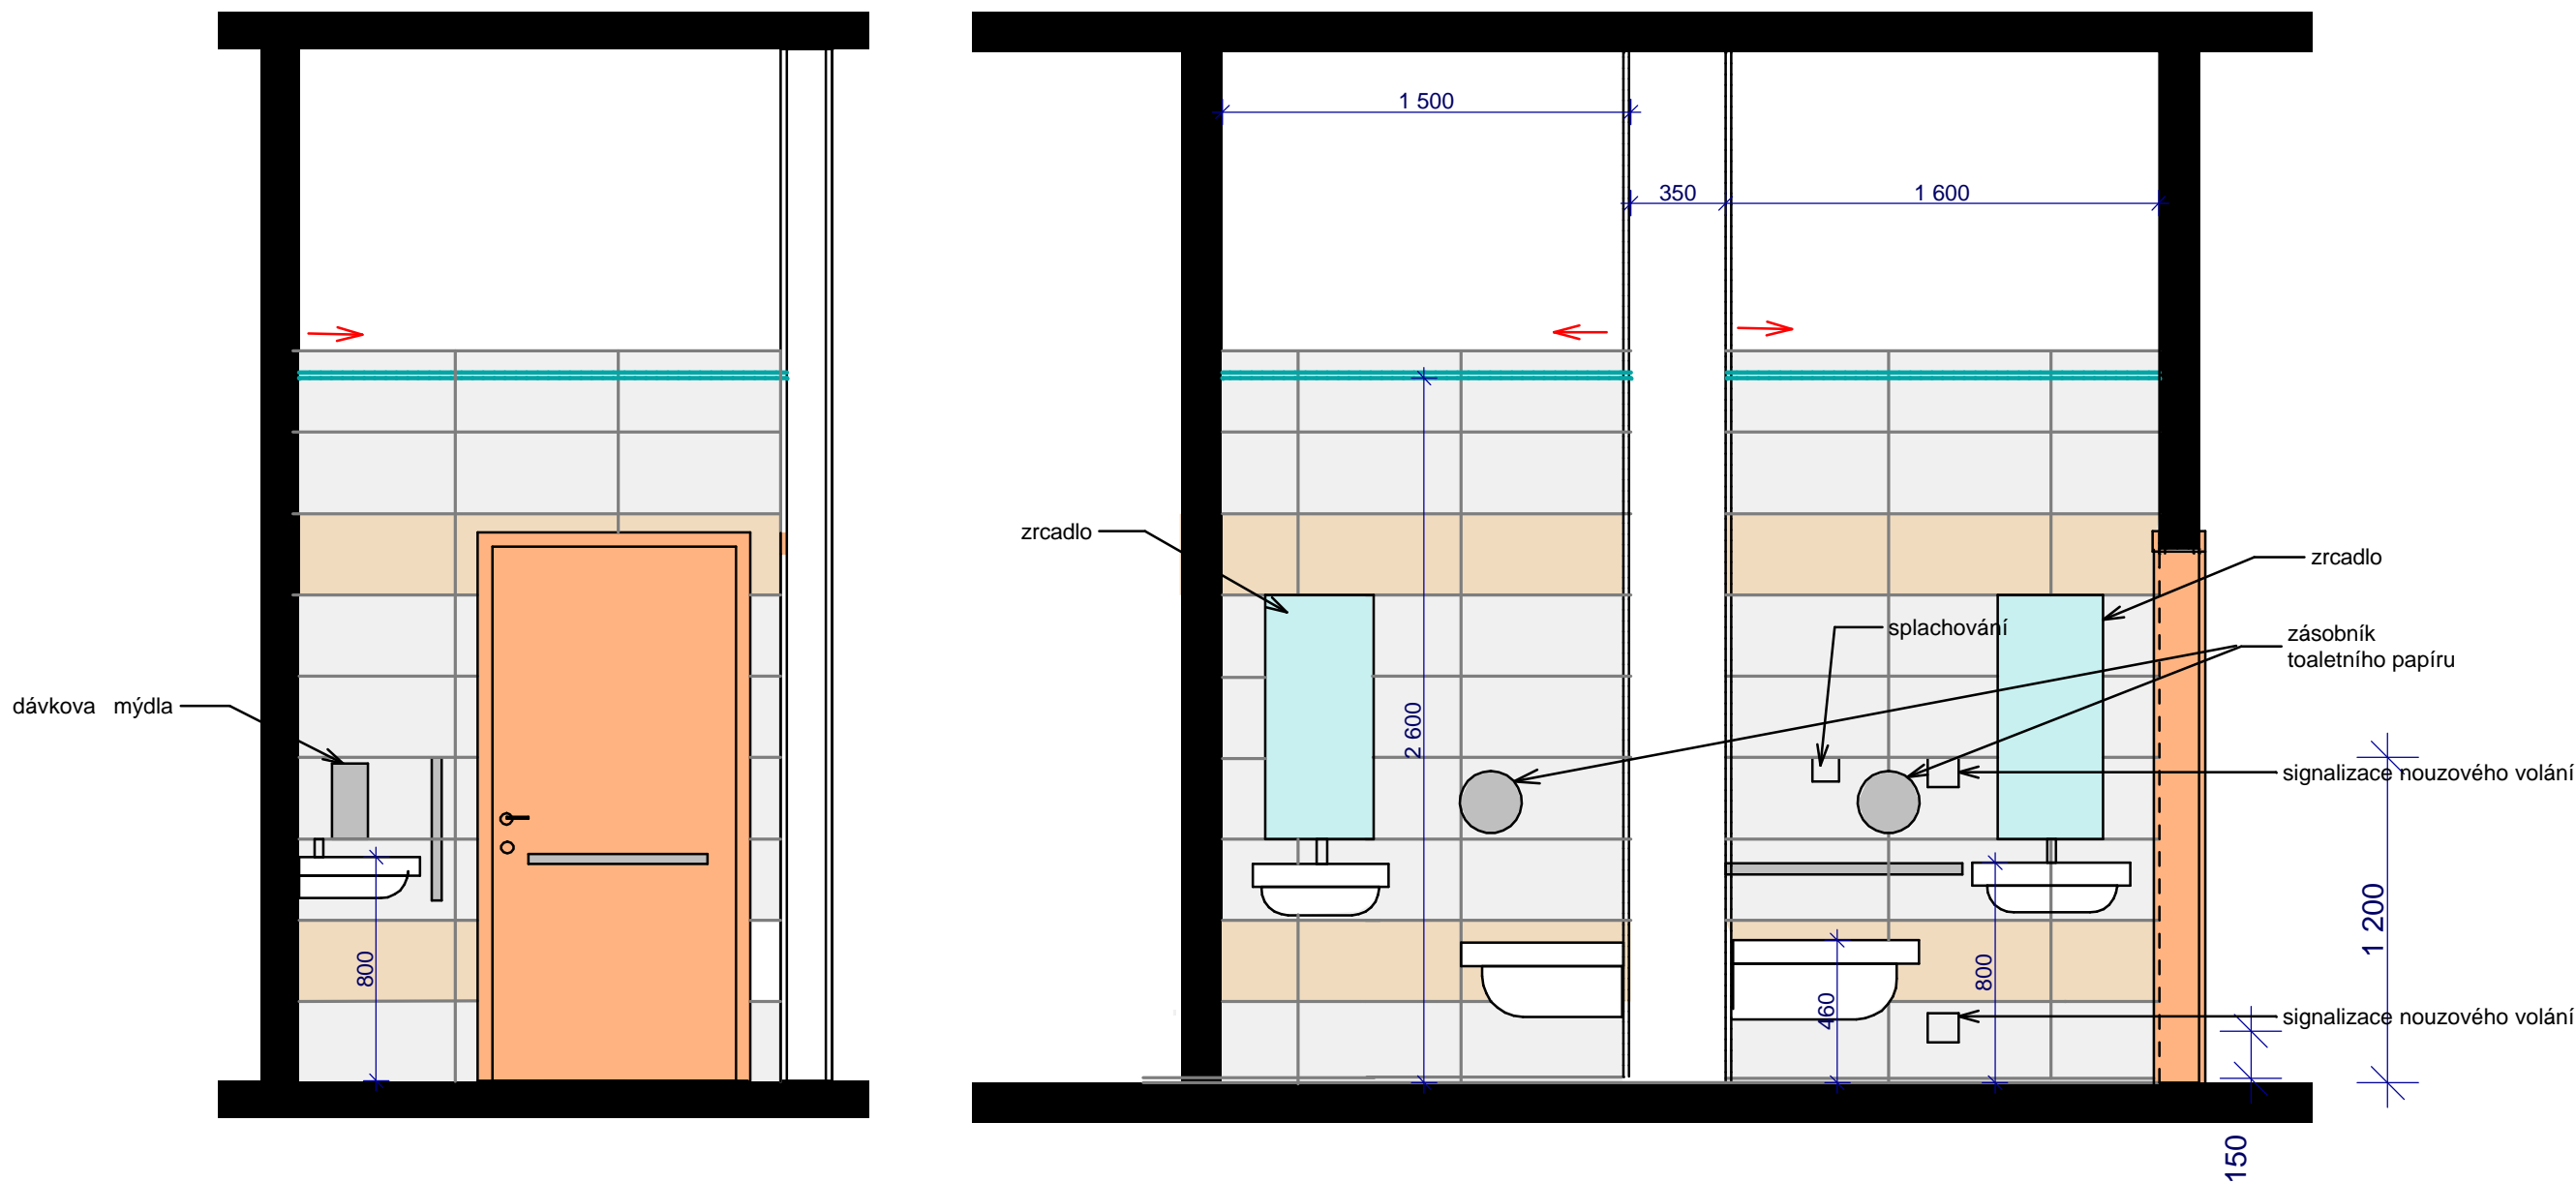 1 500
350
1 600
zrcadlo
zrcadlo
splachování
zásobník
toaletního papíru
dávkova mýdla
2 600
signalizace nouzového volání
1 200
800
800
460
signalizace nouzového volání
150